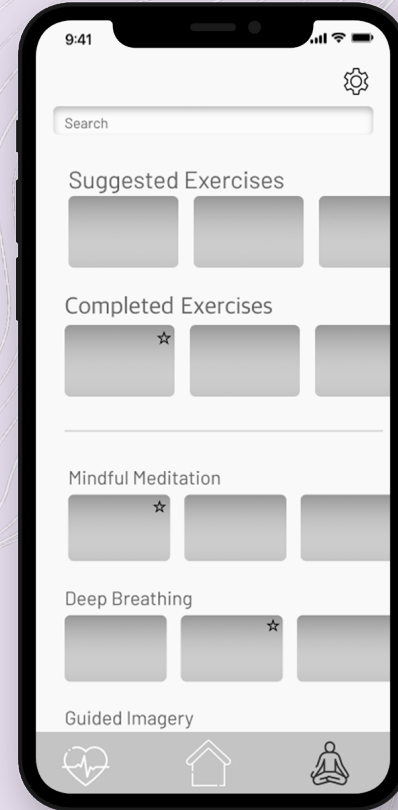 9:41
Search
Suggested Exercises
Completed Exercises
Mindful Meditation
Deep Breathing
Guided Imagery